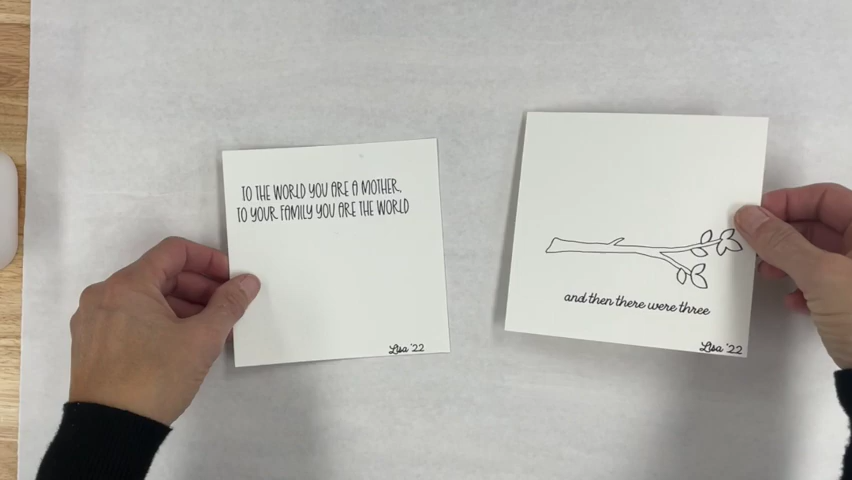 TO THE WORLD YOU ARE A MOTHER,
TO YOUR FAMILY YOU ARE THE WORLD
Lisa '22
and then there were three
Lisa '22